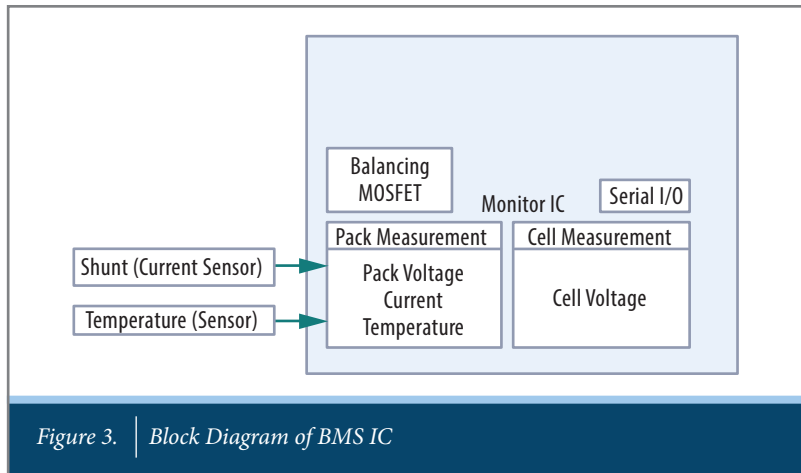 Balancing
MOSFET
Monitor IC
Serial I/O
Pack Measurement
Cell Measurement
Shunt (Current Sensor)
Pack Voltage
Current
Temperature
Cell Voltage
Temperature (Sensor)
Figure 3. Block Diagram of BMS IC